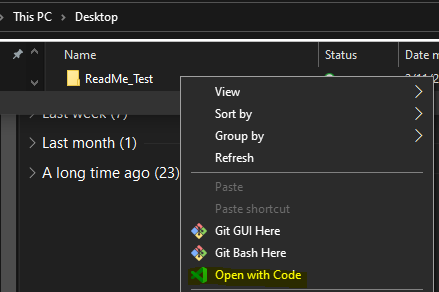 This PC > Desktop
Name Status Date m
ReadMe_Test
Last week (7)
Last month (1)
A long time ago (23)
View
Sort by
Group by
Refresh
Paste
Paste shortcut
Git GUI Here
Git Bash Here
Open with Code